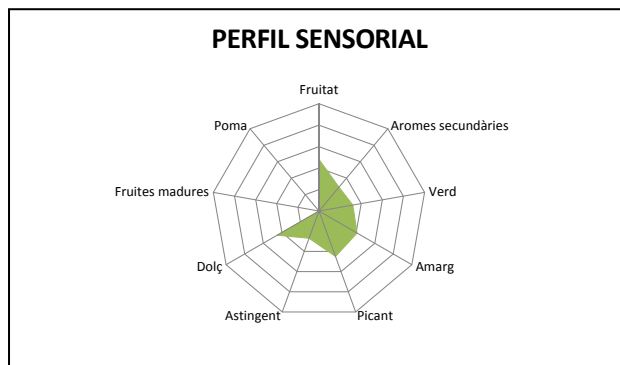 PERFIL SENSORIAL
Fruitat
Aromes secundàries
Verd
Amarg
Picant
Astingent
Dolç
Fruites madures
Poma